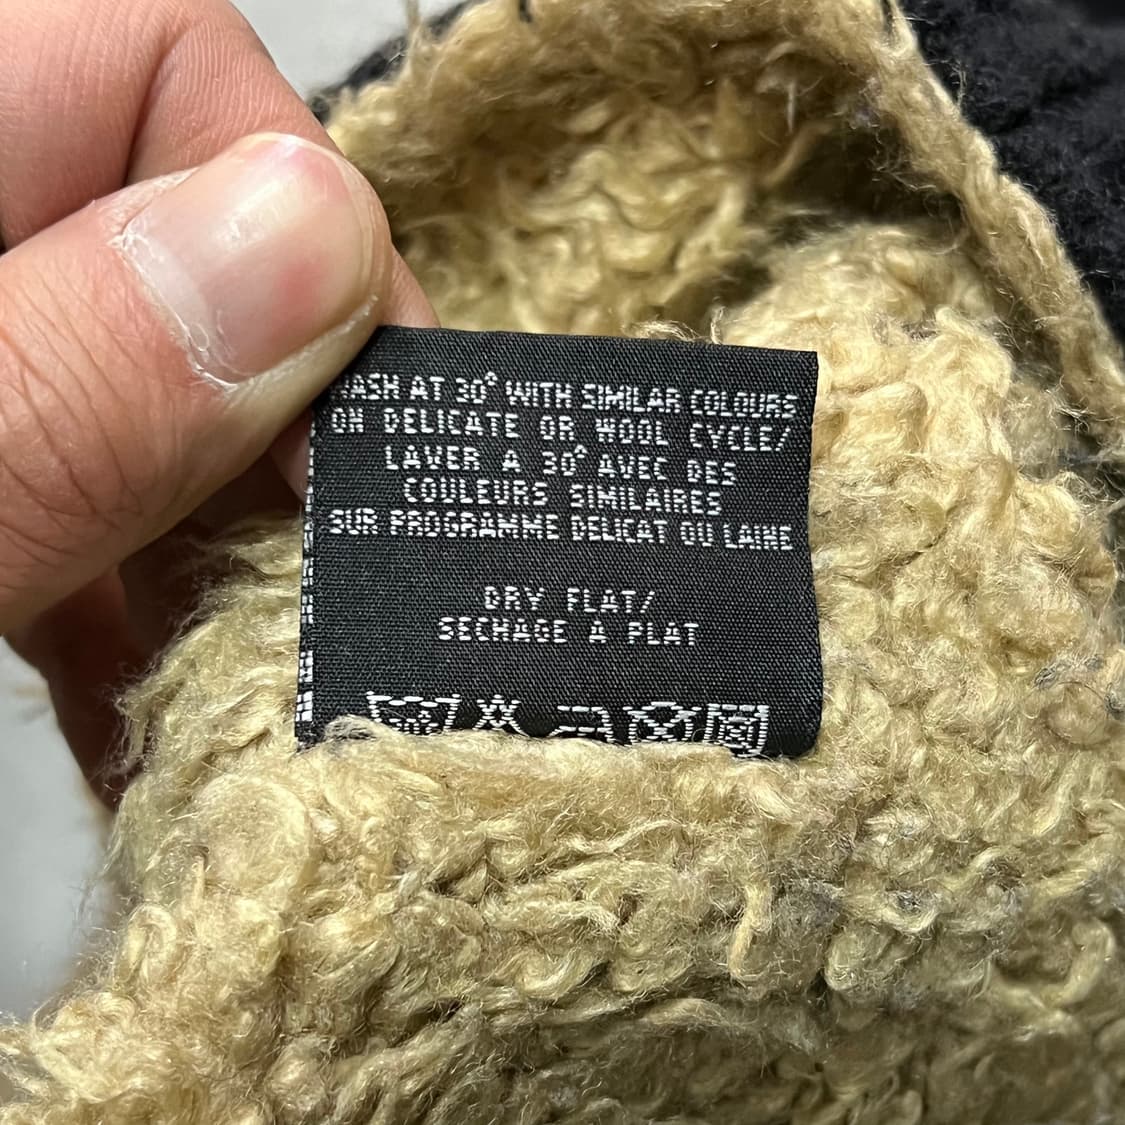 WASH AT 30° WITH SIMILAR COLOURS
ON DELICATE OR WOOL CYCLE/
LAVER A 30° AVEC DES
COULEURS SIMILAIRES
SUR PROGRAMME DELICAT OU LAINE
DRY FLAT/
SECHAGE A PLAT